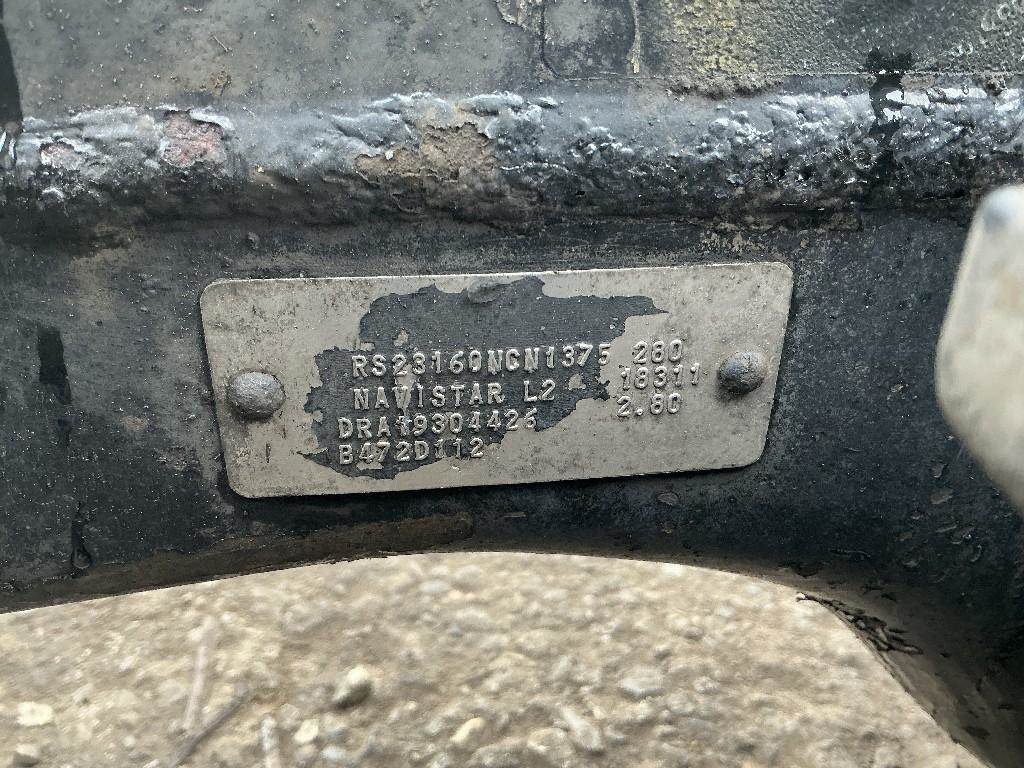 RS23160NCN1375 280
NAVISTAR L2 18311
DRA19304426 2.80
B472D112